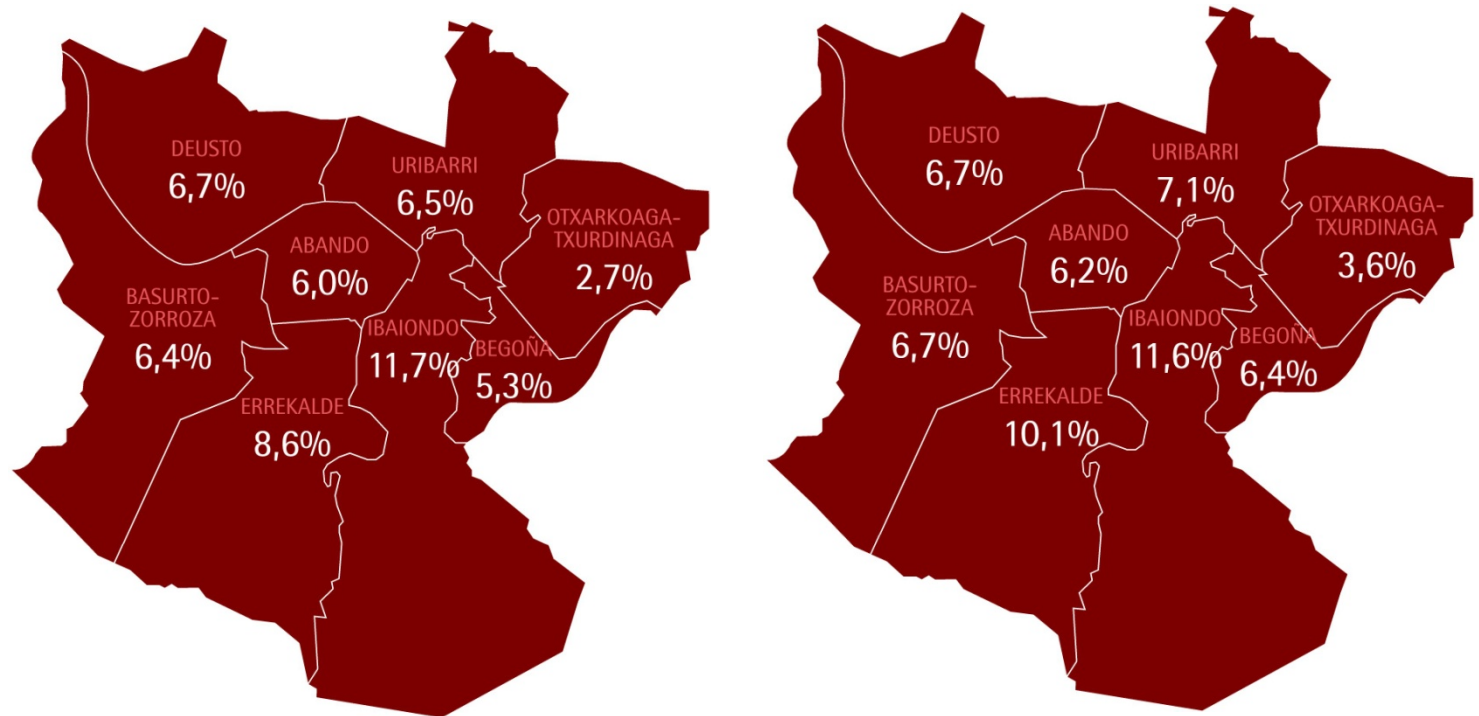 DEUSTO
6,7%
URIBARRI
6,5%
OTXARKOAGA-
TXURDINAGA
2,7%
ABANDO
6,0%
BASURTO-
ZORROZA
6,4%
IBAIONDO
11,7%
BEGOÑA
5,3%
ERREKALDE
8,6%
DEUSTO
6,7%
URIBARRI
7,1%
OTXARKOAGA-
TXURDINAGA
3,6%
ABANDO
6,2%
BASURTO-
ZORROZA
6,7%
IBAIONDO
11,6%
BEGOÑA
6,4%
ERREKALDE
10,1%